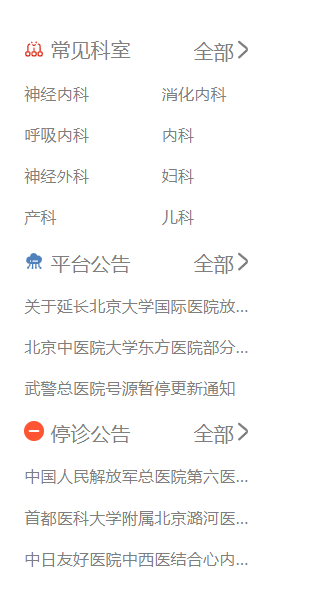 常见科室 全部
神经内科 消化内科
呼吸内科 内科
神经外科 妇科
产科 儿科
平台公告 全部
关于延长北京大学国际医院放...
北京中医院大学东方医院部分...
武警总医院号源暂停更新通知
停诊公告 全部
中国人民解放军总医院第六医...
首都医科大学附属北京潞河医...
中日友好医院中西医结合心内...